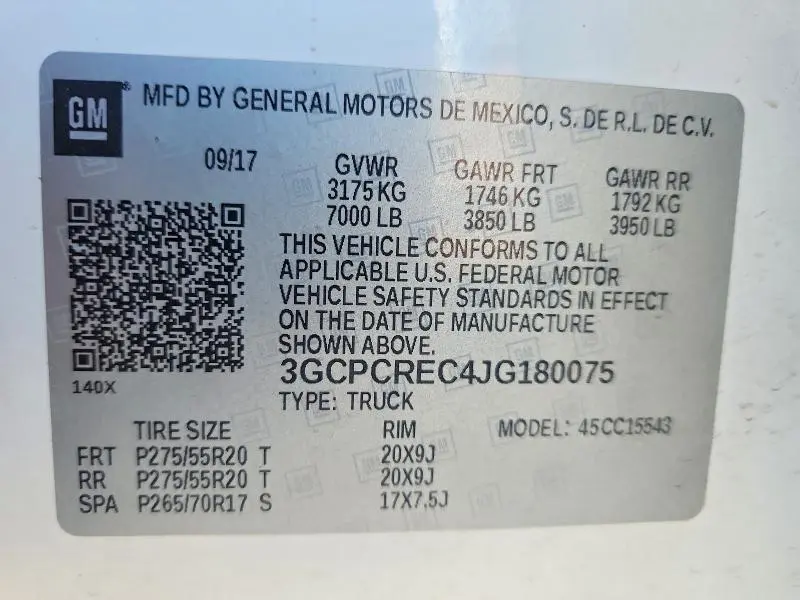 GM® MFD BY GENERAL MOTORS DE MEXICO, S. DE R.L. DE C.V.
09/17 GVWR GAWR FRT GAWR RR
3175 KG 1746 KG 1792 KG
7000 LB 3850 LB 3950 LB
THIS VEHICLE CONFORMS TO ALL
APPLICABLE U.S. FEDERAL MOTOR
VEHICLE SAFETY STANDARDS IN EFFECT
ON THE DATE OF MANUFACTURE
SHOWN ABOVE.
140X 3GCPCREC4JG180075
TYPE: TRUCK
TIRE SIZE RIM MODEL: 45CC15543
FRT P275/55R20 T 20X9J
RR P275/55R20 T 20X9J
SPA P265/70R17 S 17X7.5J